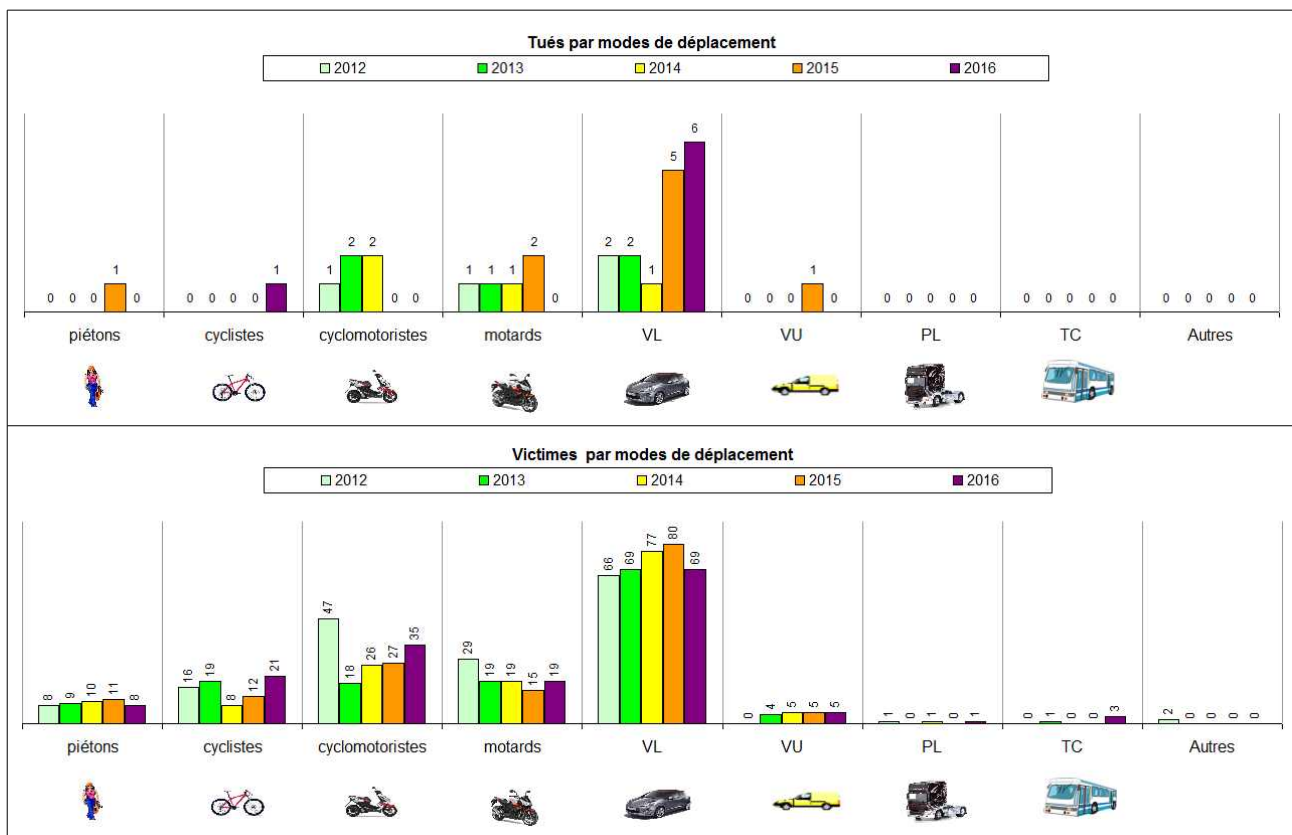 Tués par modes de déplacement
2012 2013 2014 2015 2016
0 0 0 1 0 0 0 0 0 1 1 2 2 0 0 1 1 1 2 0 2 2 1 5 6 0 0 0 1 0 0 0 0 0 0 0 0 0 0 0 0 0 0 0 0
piétons cyclistes cyclomotoristes motards VL VU PL TC Autres
Victimes par modes de déplacement
2012 2013 2014 2015 2016
8 9 10 11 8 16 19 8 12 21 47 18 26 27 35 29 19 19 15 19 66 69 77 80 69 0 4 5 5 5 1 0 1 0 1 0 1 0 0 3 2 0 0 0 0
piétons cyclistes cyclomotoristes motards VL VU PL TC Autres